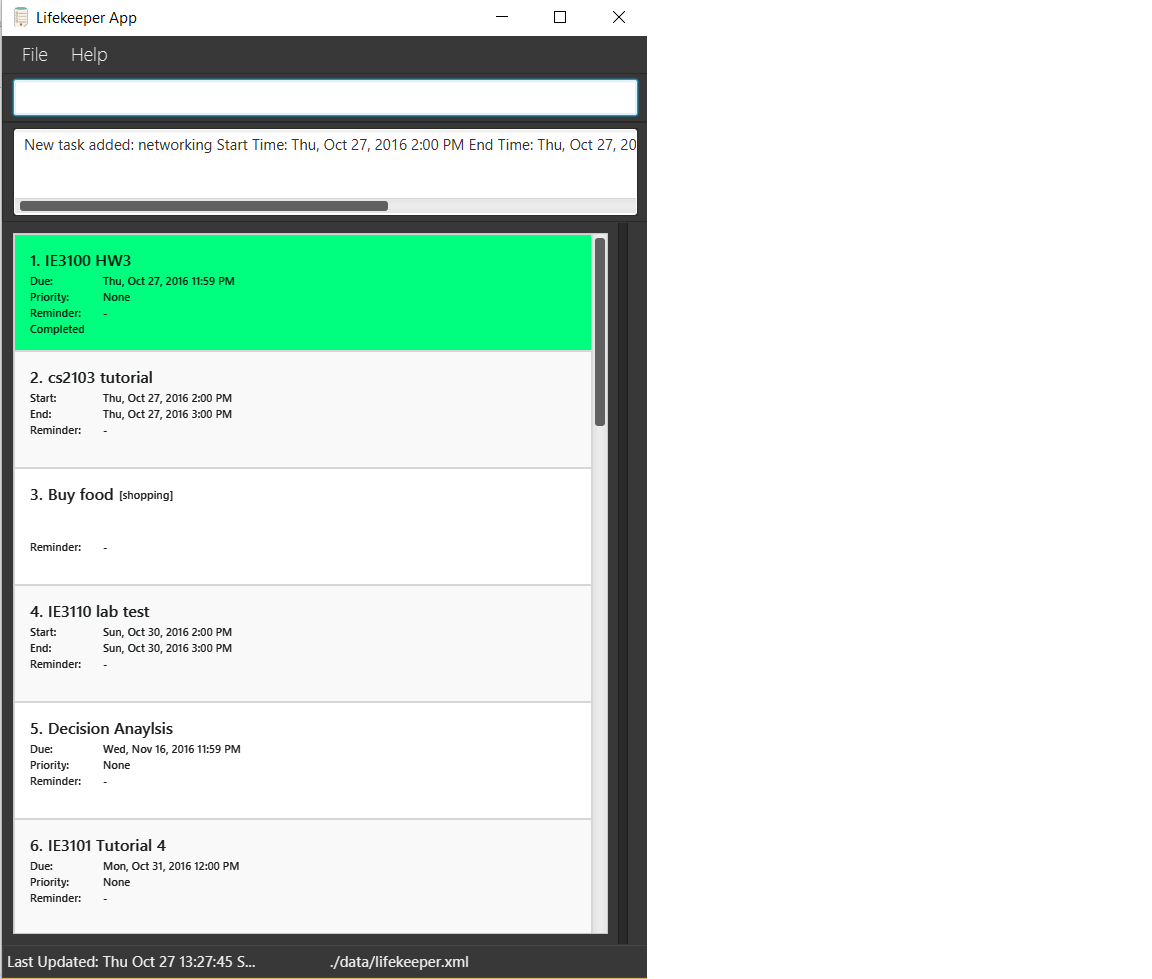 Lifekeeper App
File Help
New task added: networking Start Time: Thu, Oct 27, 2016 2:00 PM End Time: Thu, Oct 27, 20
1. IE3100 HW3
Due: Thu, Oct 27, 2016 11:59 PM
Priority: None
Reminder: -
Completed
2. cs2103 tutorial
Start: Thu, Oct 27, 2016 2:00 PM
End: Thu, Oct 27, 2016 3:00 PM
Reminder: -
3. Buy food [shopping]
Reminder: -
4. IE3110 lab test
Start: Sun, Oct 30, 2016 2:00 PM
End: Sun, Oct 30, 2016 3:00 PM
Reminder: -
5. Decision Anaylsis
Due: Wed, Nov 16, 2016 11:59 PM
Priority: None
Reminder: -
6. IE3101 Tutorial 4
Due: Mon, Oct 31, 2016 12:00 PM
Priority: None
Reminder: -
Last Updated: Thu Oct 27 13:27:45 S... ./data/lifekeeper.xml